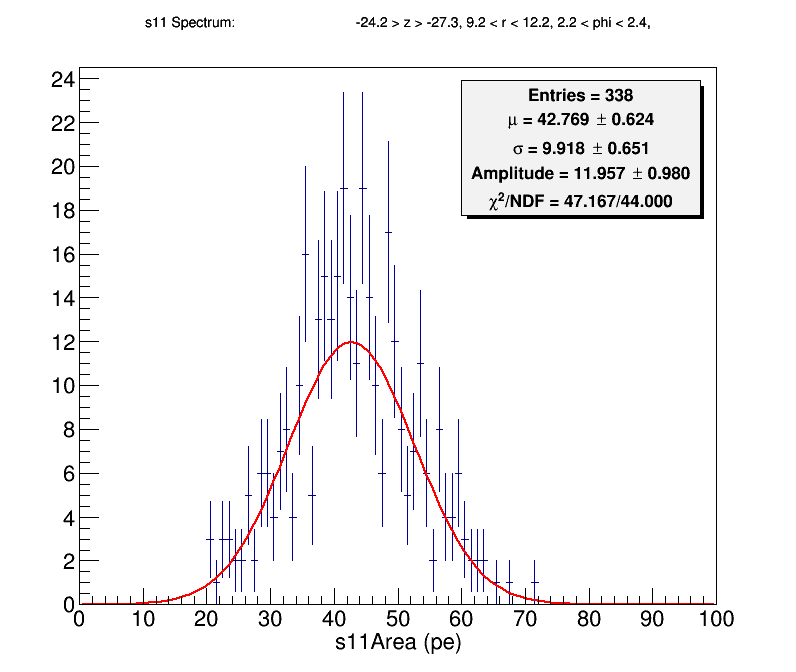 s11 Spectrum: -24.2 > z > -27.3, 9.2 < r < 12.2, 2.2 < phi < 2.4,
Entries = 338
μ = 42.769 ± 0.624
σ = 9.918 ± 0.651
Amplitude = 11.957 ± 0.980
χ²/NDF = 47.167/44.000
24
22
20
18
16
14
12
10
8
6
4
2
0
0 10 20 30 40 50 60 70 80 90 100
s11Area (pe)